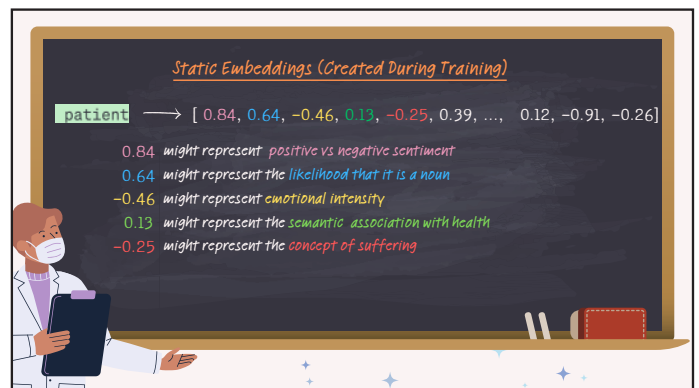 Static Embeddings (Created During Training)
patient → [ 0.84, 0.64, −0.46, 0.13, −0.25, 0.39, ..., 0.12, −0.91, −0.26]
0.84 might represent positive vs negative sentiment
0.64 might represent the likelihood that it is a noun
−0.46 might represent emotional intensity
0.13 might represent the semantic association with health
−0.25 might represent the concept of suffering